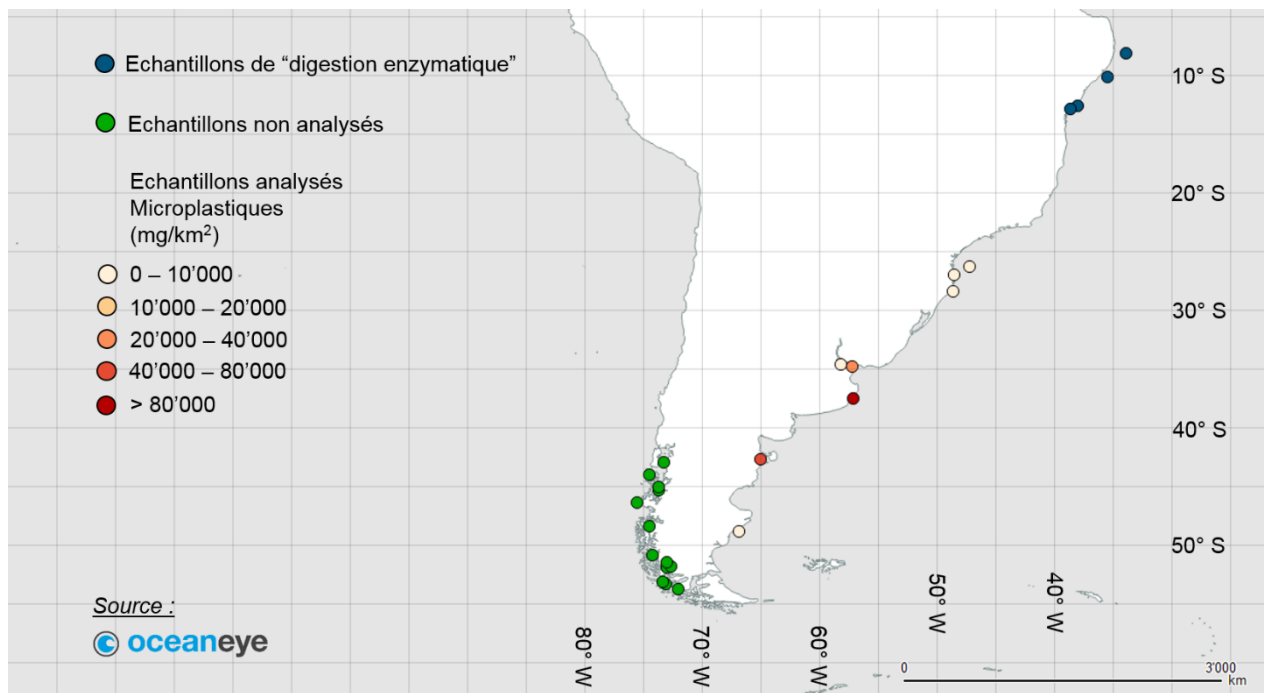 Echantillons de “digestion enzymatique”
Echantillons non analysés
Echantillons analysés
Microplastiques
(mg/km²)
0 – 10’000
10’000 – 20’000
20’000 – 40’000
40’000 – 80’000
> 80’000
Source :
oceaneye
10° S
20° S
30° S
40° S
50° S
80° W
70° W
60° W
50° W
40° W
0 3'000
km